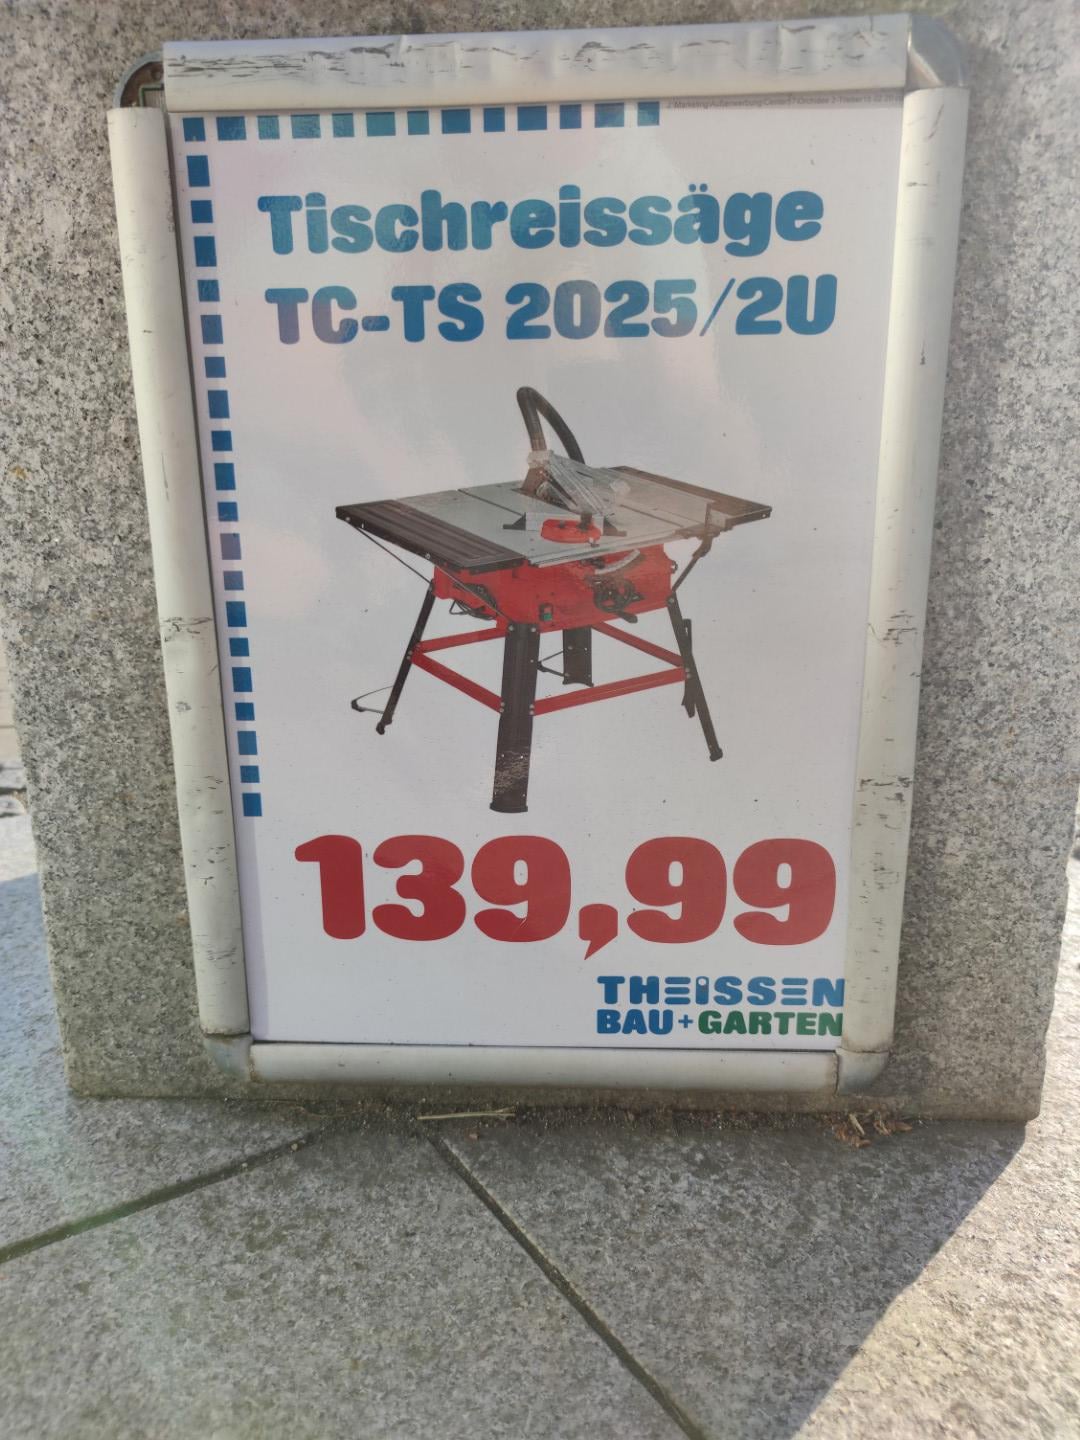 Tischreissäge
TC-TS 2025/2U
139,99
THEISSEN
BAU+GARTEN